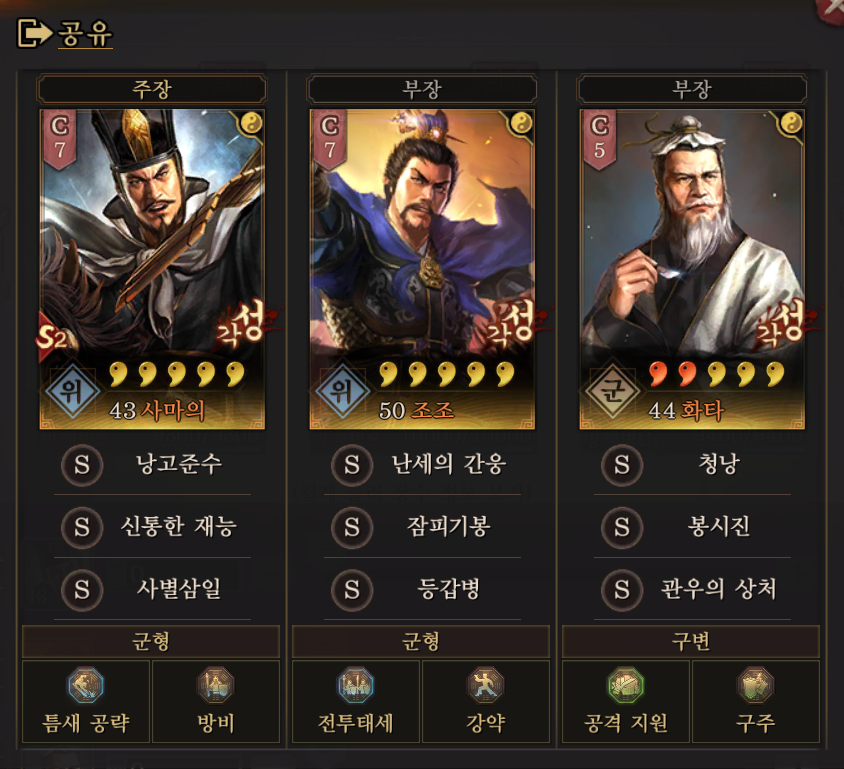 공유
주장
C
7
S2
각성
위
43 사마의
S 낭고준수
S 신통한 재능
S 사별삼일
군형
틈새 공략
방비
부장
C
7
각성
위
50 조조
S 난세의 간웅
S 잠피기봉
S 등갑병
군형
전투태세
강약
부장
C
5
각성
군
44 화타
S 청낭
S 봉시진
S 관우의 상처
구변
공격 지원
구주